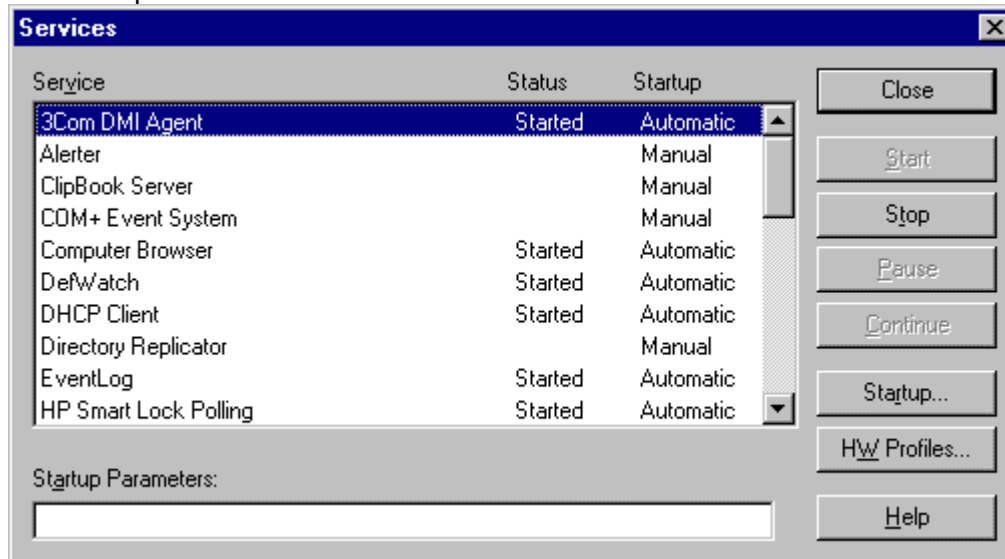 Services
Service Status Startup
3Com DMI Agent Started Automatic
Alerter Manual
ClipBook Server Manual
COM+ Event System Manual
Computer Browser Started Automatic
DefWatch Started Automatic
DHCP Client Started Automatic
Directory Replicator Manual
EventLog Started Automatic
HP Smart Lock Polling Started Automatic
Startup Parameters:
Close
Start
Stop
Pause
Continue
Startup...
HW Profiles...
Help